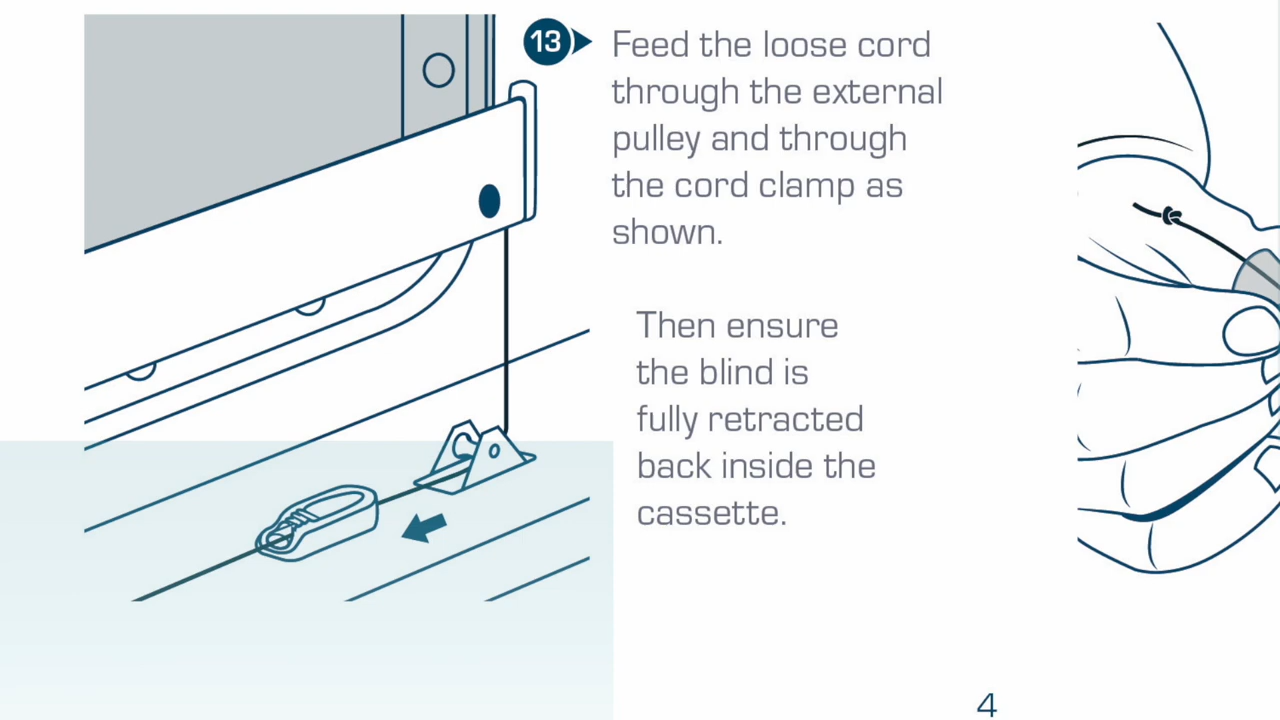 13 Feed the loose cord
through the external
pulley and through
the cord clamp as
shown.
Then ensure
the blind is
fully retracted
back inside the
cassette.
4